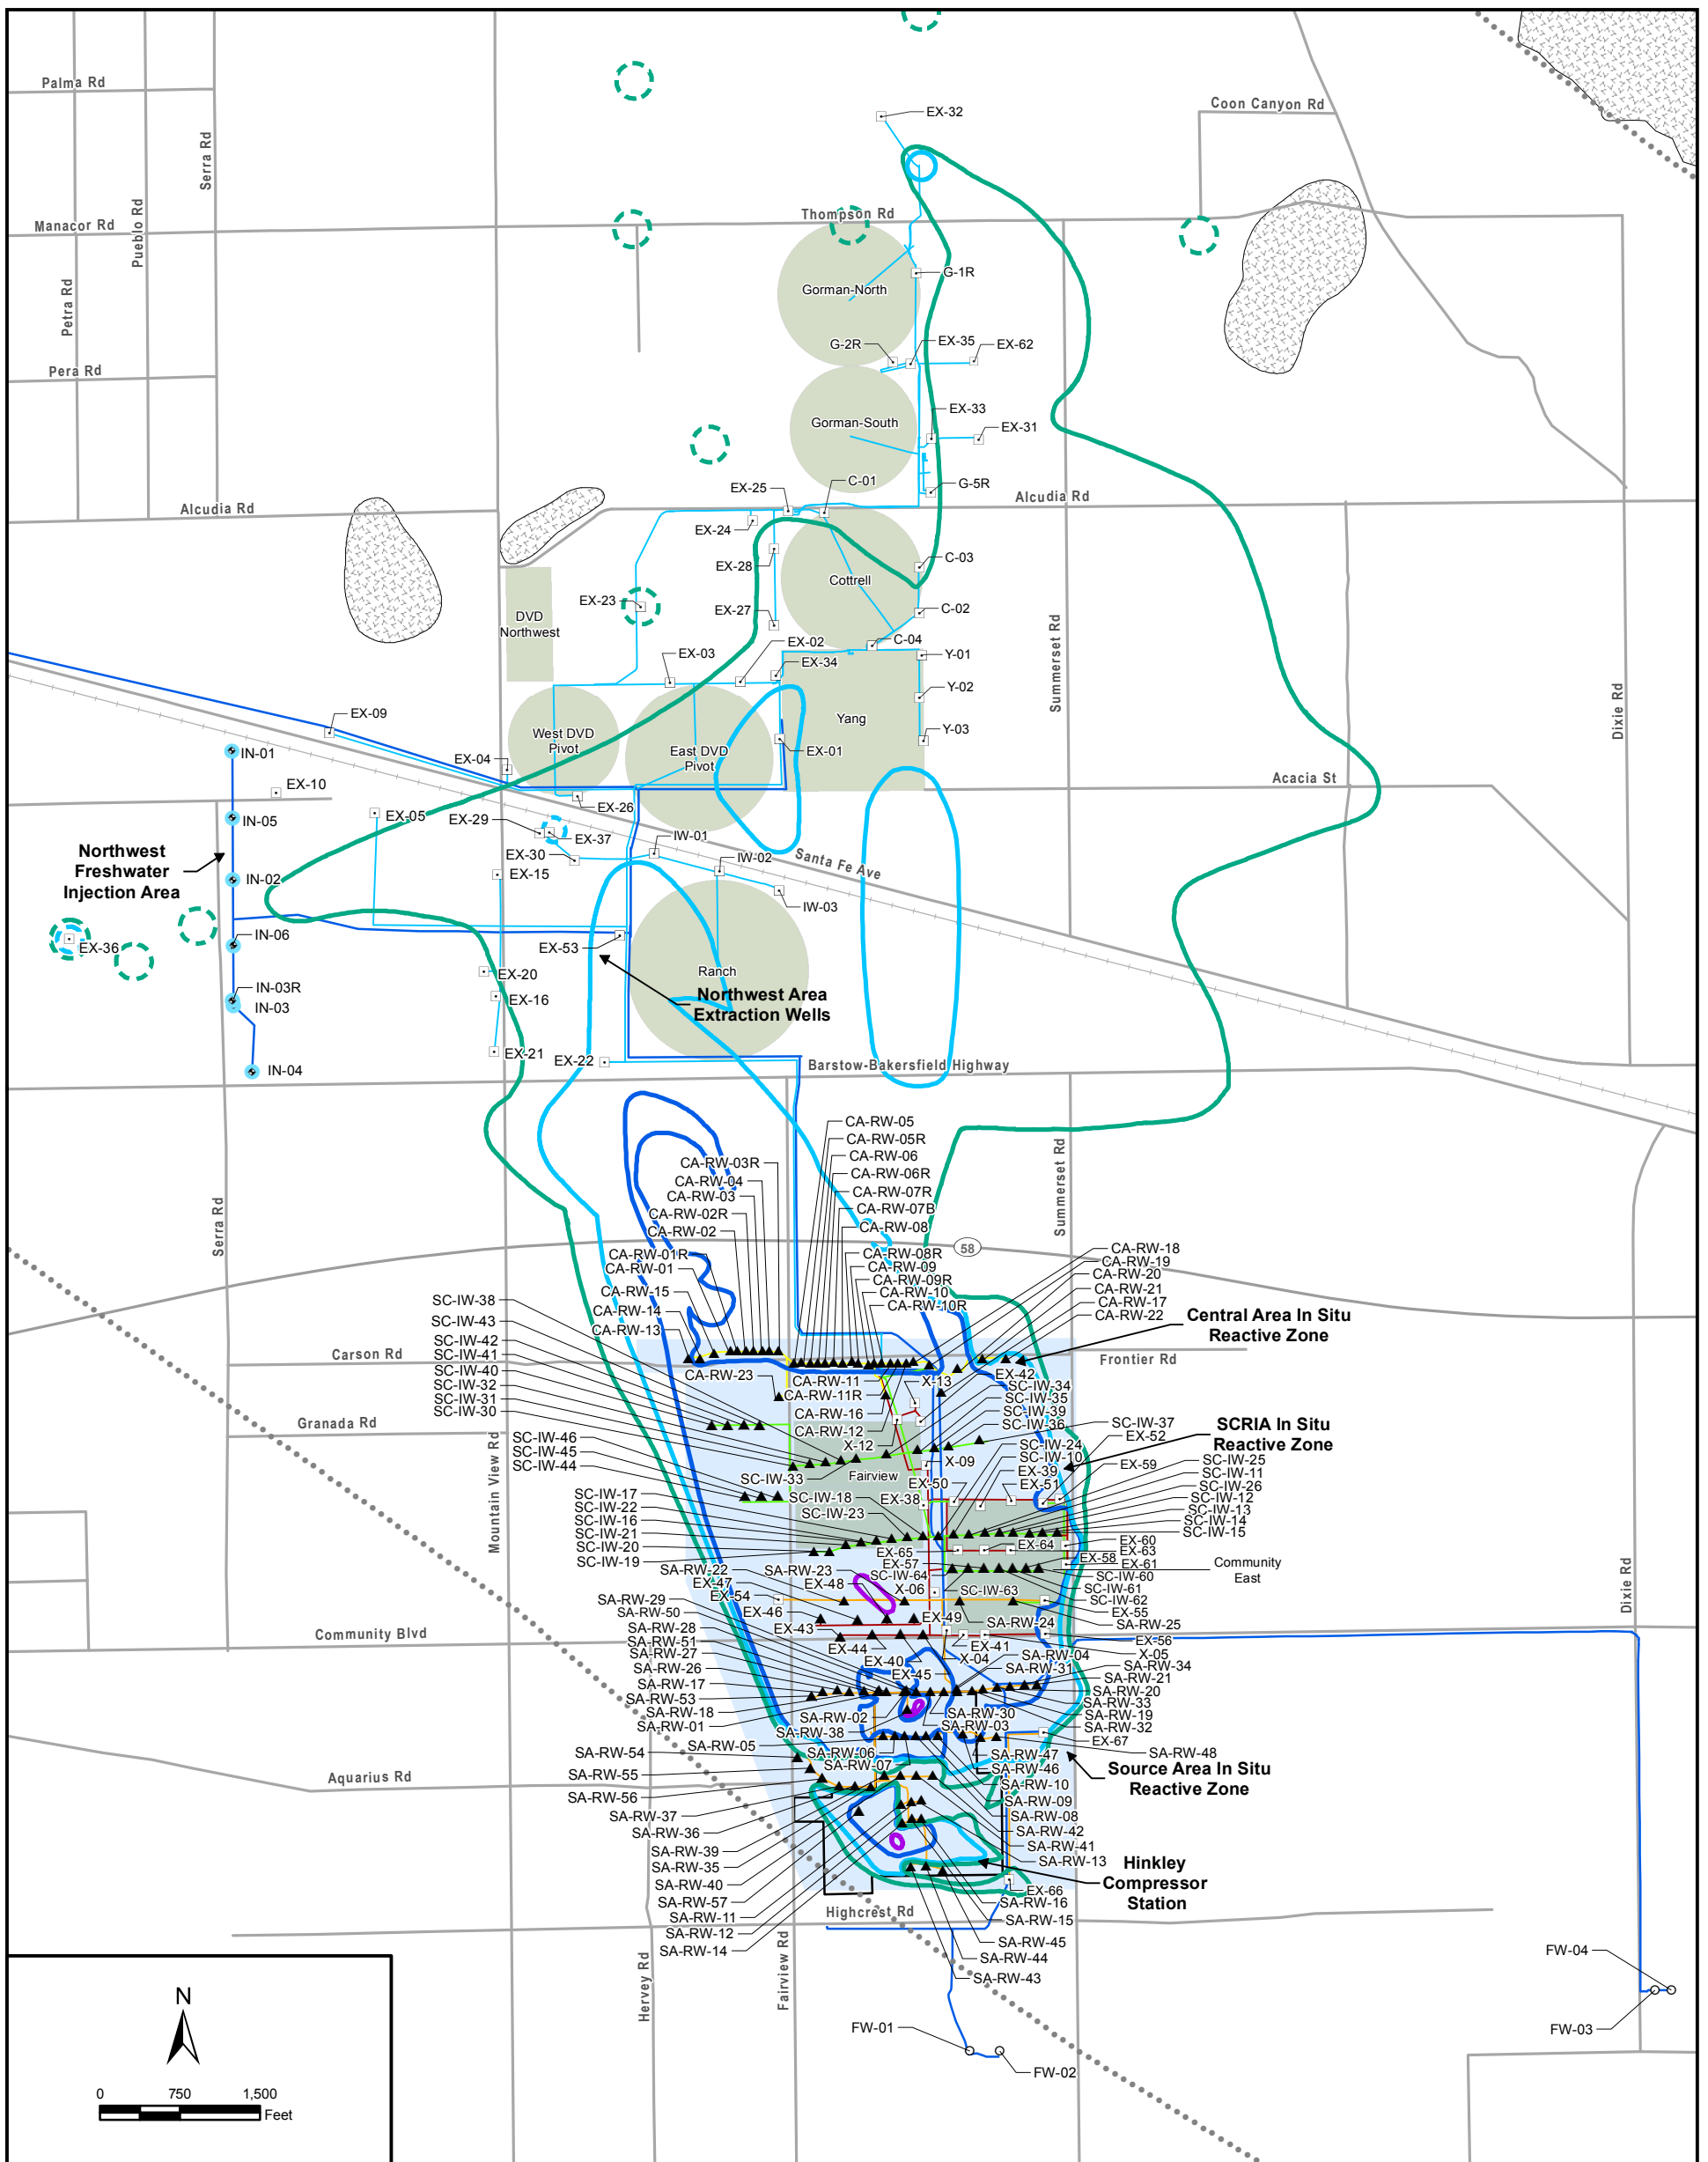 Palma Rd
Coon Canyon Rd
EX-32
Serra Rd
Pueblo Rd
Manacor Rd
Thompson Rd
Petra Rd
G-1R
Gorman-North
G-2R
EX-35
EX-62
Pera Rd
EX-33
Gorman-South
EX-31
C-01
EX-25
G-5R
Alcudia Rd
Alcudia Rd
EX-24
EX-28
C-03
Cottrell
EX-23
EX-27
C-02
DVD
Northwest
EX-02
C-04
EX-03
EX-34
Y-01
Summerset Rd
Y-02
Dixie Rd
EX-09
Yang
West DVD
Pivot
East DVD
Pivot
EX-01
IN-01
EX-04
Acacia St
EX-10
EX-26
Y-03
IN-05
EX-05
EX-29
EX-37
IW-01
Northwest
Freshwater
Injection Area
EX-30
IW-02
Santa Fe Ave
IN-02
EX-15
IW-03
IN-06
EX-36
EX-53
EX-20
Ranch
IN-03R
EX-16
Northwest Area
Extraction Wells
IN-03
EX-21
EX-22
Barstow-Bakersfield Highway
IN-04
CA-RW-05
CA-RW-05R
CA-RW-06
CA-RW-03R
CA-RW-06R
CA-RW-04
CA-RW-07R
CA-RW-03
CA-RW-07B
CA-RW-02R
CA-RW-08
CA-RW-02
Summerset Rd
Serra Rd
58
CA-RW-18
CA-RW-01R
CA-RW-08R
CA-RW-19
CA-RW-01
CA-RW-09
CA-RW-20
CA-RW-09R
CA-RW-21
CA-RW-15
CA-RW-10
CA-RW-17
SC-IW-38
CA-RW-14
CA-RW-10R
CA-RW-22
Central Area In Situ
Reactive Zone
SC-IW-43
CA-RW-13
SC-IW-42
Carson Rd
SC-IW-41
Frontier Rd
SC-IW-40
CA-RW-23
CA-RW-11
X-13
EX-42
SC-IW-32
CA-RW-11R
SC-IW-34
SC-IW-31
SC-IW-35
SC-IW-30
CA-RW-16
SC-IW-39
Granada Rd
CA-RW-12
SC-IW-36
SC-IW-37
SCRIA In Situ
Reactive Zone
SC-IW-46
X-12
SC-IW-24
EX-52
SC-IW-45
SC-IW-10
SC-IW-44
X-09
EX-59
SC-IW-25
SC-IW-33
Fairview
EX-39
SC-IW-11
EX-50
EX-51
SC-IW-26
SC-IW-17
SC-IW-18
EX-38
SC-IW-12
SC-IW-22
SC-IW-23
SC-IW-13
SC-IW-16
SC-IW-14
SC-IW-21
SC-IW-15
SC-IW-20
EX-65
EX-64
EX-60
SC-IW-19
EX-57
EX-63
EX-58
EX-61
Community
East
SA-RW-22
SA-RW-23
SC-IW-64
SC-IW-60
EX-47
EX-48
X-06
SC-IW-63
SC-IW-61
EX-54
SC-IW-62
SA-RW-29
EX-46
EX-49
EX-55
SA-RW-50
SA-RW-24
SA-RW-25
SA-RW-28
EX-43
Community Blvd
SA-RW-51
EX-44
EX-41
EX-56
SA-RW-27
EX-40
X-04
SA-RW-04
X-05
SA-RW-26
EX-45
SA-RW-31
SA-RW-34
SA-RW-17
SA-RW-21
SA-RW-53
SA-RW-20
SA-RW-18
SA-RW-02
SA-RW-30
SA-RW-33
SA-RW-01
SA-RW-03
SA-RW-19
SA-RW-38
SA-RW-32
SA-RW-05
EX-67
SA-RW-54
SA-RW-06
SA-RW-47
SA-RW-48
SA-RW-55
SA-RW-07
SA-RW-46
Source Area In Situ
Reactive Zone
Aquarius Rd
SA-RW-10
SA-RW-56
SA-RW-09
SA-RW-37
SA-RW-08
SA-RW-36
SA-RW-42
SA-RW-39
SA-RW-41
SA-RW-35
SA-RW-13
SA-RW-40
Hinkley
Compressor
Station
EX-66
SA-RW-57
SA-RW-16
SA-RW-11
Highcrest Rd
SA-RW-15
SA-RW-12
SA-RW-14
SA-RW-45
SA-RW-44
SA-RW-43
Mountain View Rd
Hervey Rd
Fairview Rd
Dixie Rd
FW-04
FW-03
FW-01
FW-02
N
0 750 1,500
Feet